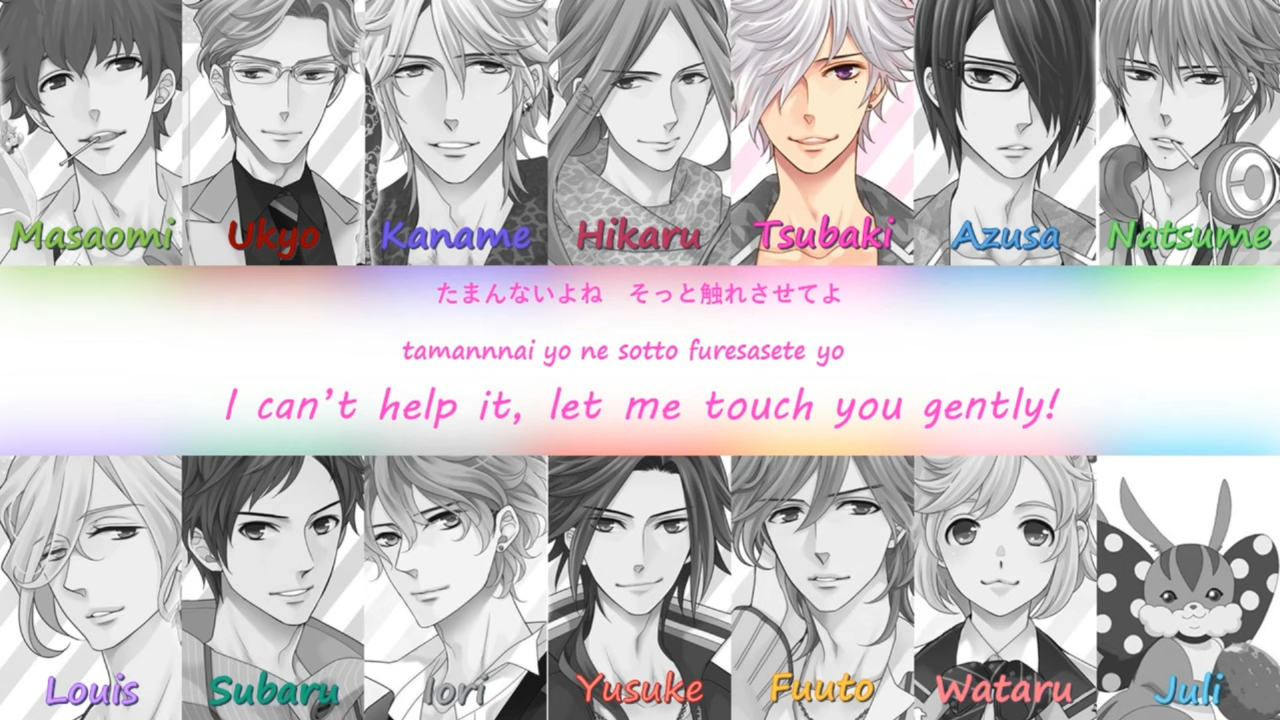 Masaomi
Ukyo
Kaname
Hikaru
Tsubaki
Azusa
Natsume
たまんないよね　そっと触れさせてよ
tamannnai yo ne sotto furesasete yo
I can't help it, let me touch you gently!
Louis
Subaru
Iori
Yusuke
Fuuto
Wataru
Juli